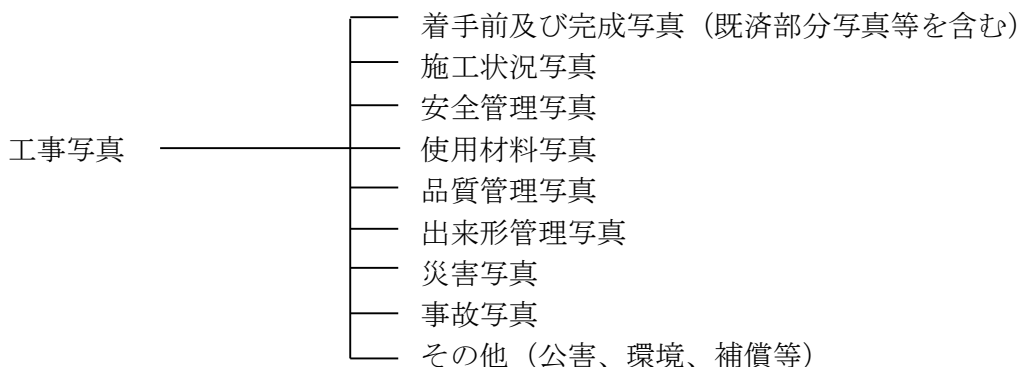 着手前及び完成写真（既済部分写真等を含む）
施工状況写真
安全管理写真
工事写真
使用材料写真
品質管理写真
出来形管理写真
災害写真
事故写真
その他（公害、環境、補償等）